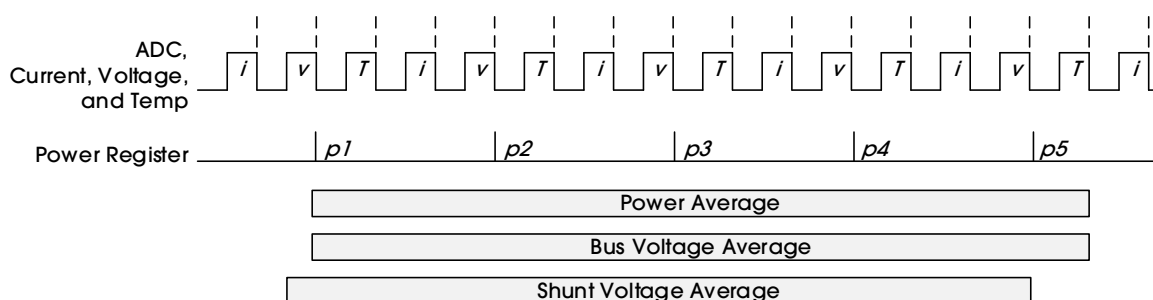 ADC,
Current, Voltage,
and Temp
i v T i v T i v T i v T i v T i
Power Register
p1 p2 p3 p4 p5
Power Average
Bus Voltage Average
Shunt Voltage Average